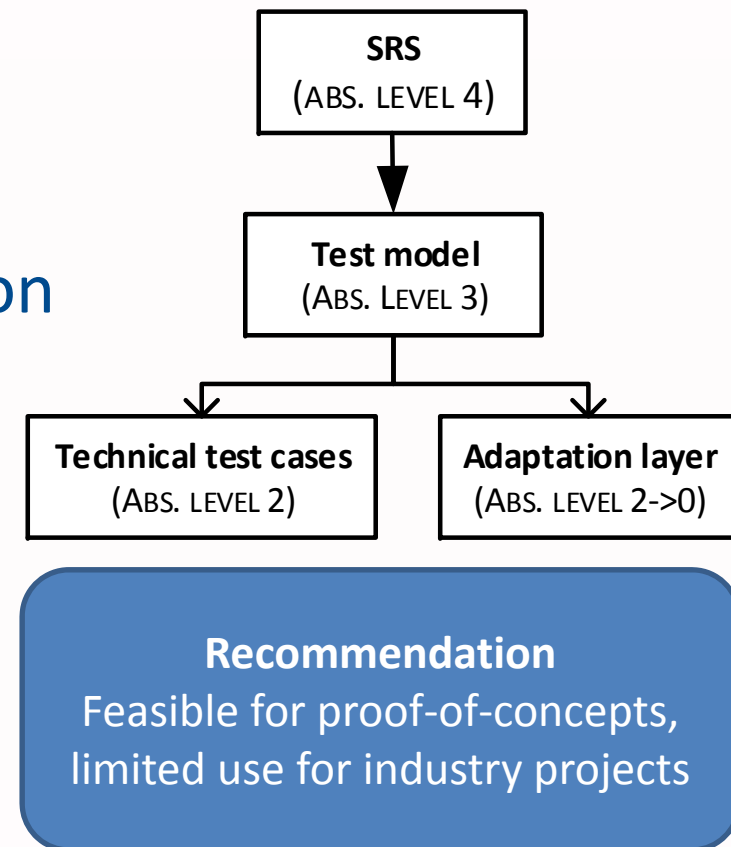 SRS
(ABS. LEVEL 4)
Test model
(ABS. LEVEL 3)
on
Technical test cases
(ABS. LEVEL 2)
Adaptation layer
(ABS. LEVEL 2->0)
Recommendation
Feasible for proof-of-concepts,
limited use for industry projects